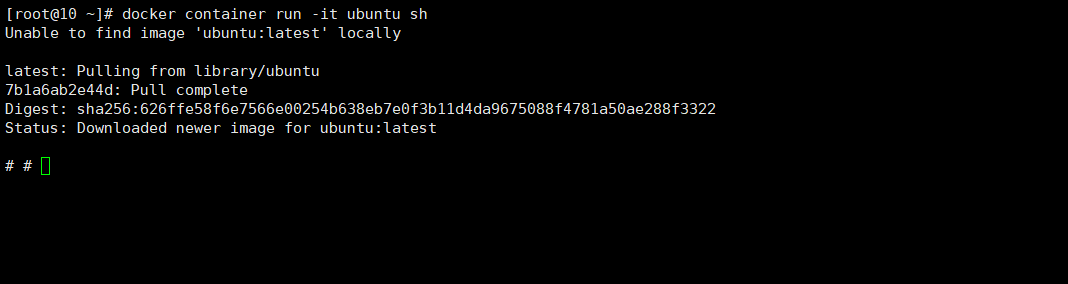 [root@10 ~]# docker container run -it ubuntu sh
Unable to find image 'ubuntu:latest' locally
latest: Pulling from library/ubuntu
7b1a6ab2e44d: Pull complete
Digest: sha256:626ffe58f6e7566e00254b638eb7e0f3b11d4da9675088f4781a50ae288f3322
Status: Downloaded newer image for ubuntu:latest
# #